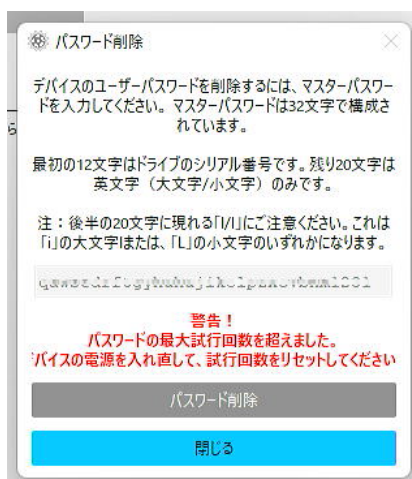 パスワード削除
ら
デバイスのユーザーパスワードを削除するには、マスターパスワー
ドを入力してください。マスターパスワードは32文字で構成さ
れています。
最初の12文字はドライブのシリアル番号です。残り20文字は
英文字（大文字/小文字）のみです。
注：後半の20文字に現れる「I/l」にご注意ください。これは
「i」の大文字Iまたは、「L」の小文字のいずれかになります。
警告！
パスワードの最大試行回数を超えました。
バイスの電源を入れ直して、試行回数をリセットしてください
パスワード削除
閉じる